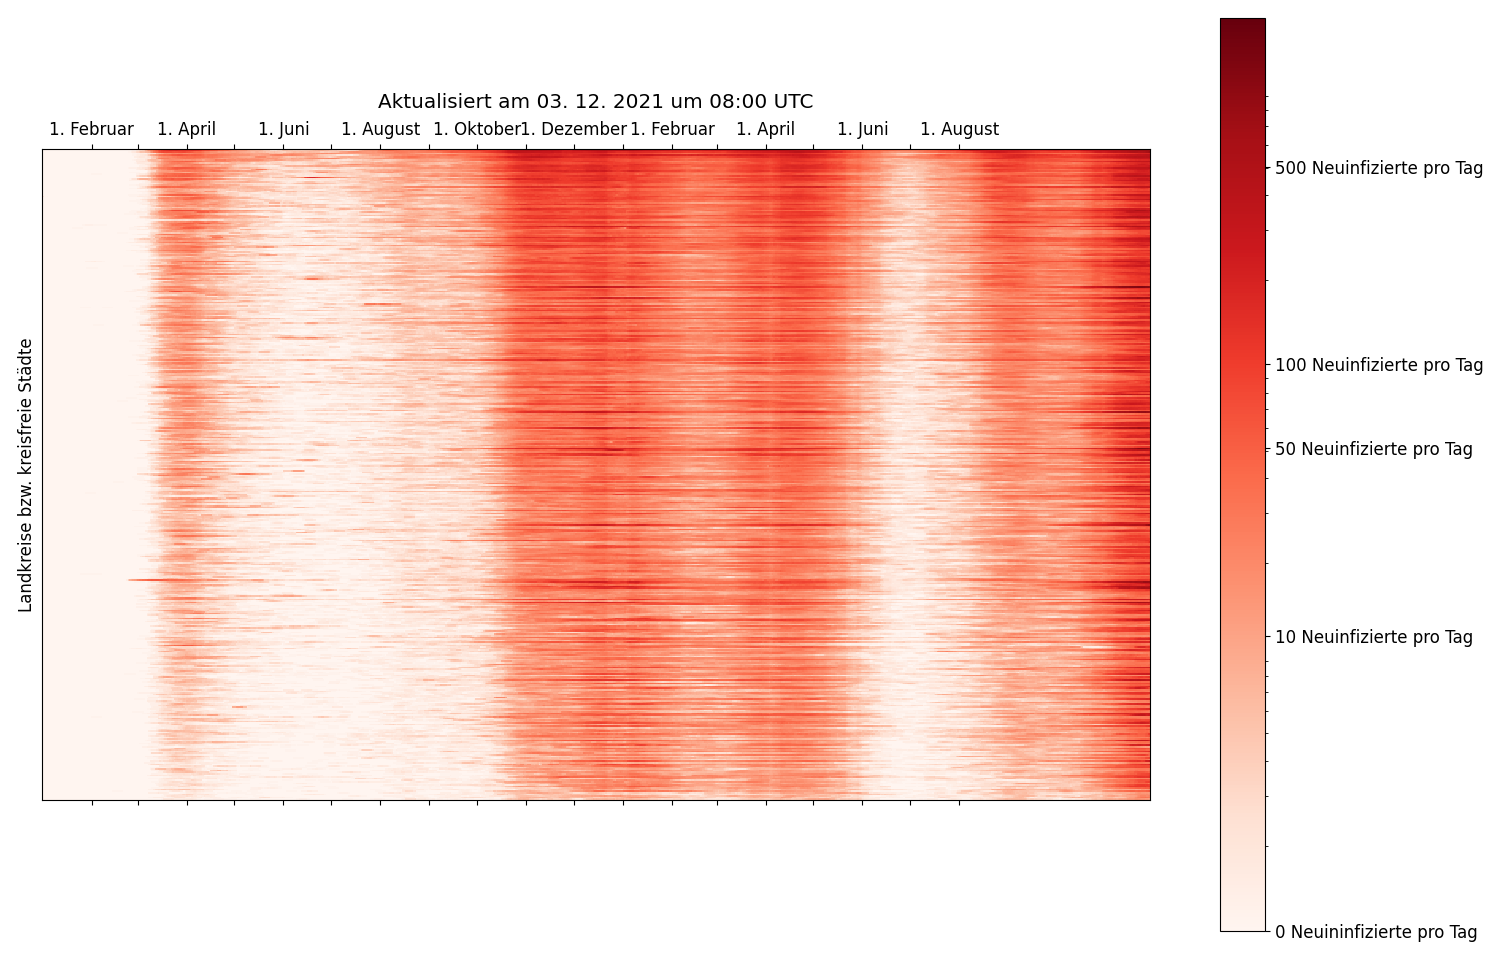 Aktualisiert am 03. 12. 2021 um 08:00 UTC
1. Februar 1. April 1. Juni 1. August 1. Oktober 1. Dezember 1. Februar 1. April 1. Juni 1. August
Landkreise bzw. kreisfreie Städte
500 Neuinfizierte pro Tag
100 Neuinfizierte pro Tag
50 Neuinfizierte pro Tag
10 Neuinfizierte pro Tag
0 Neuininfizierte pro Tag